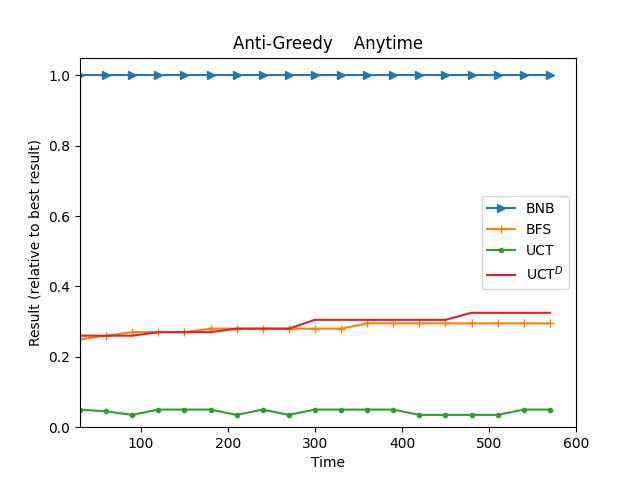 Anti-Greedy Anytime
Result (relative to best result)
1.0
0.8
0.6
0.4
0.2
0.0
BNB
BFS
UCT
UCT^D
100 200 300 400 500 600
Time